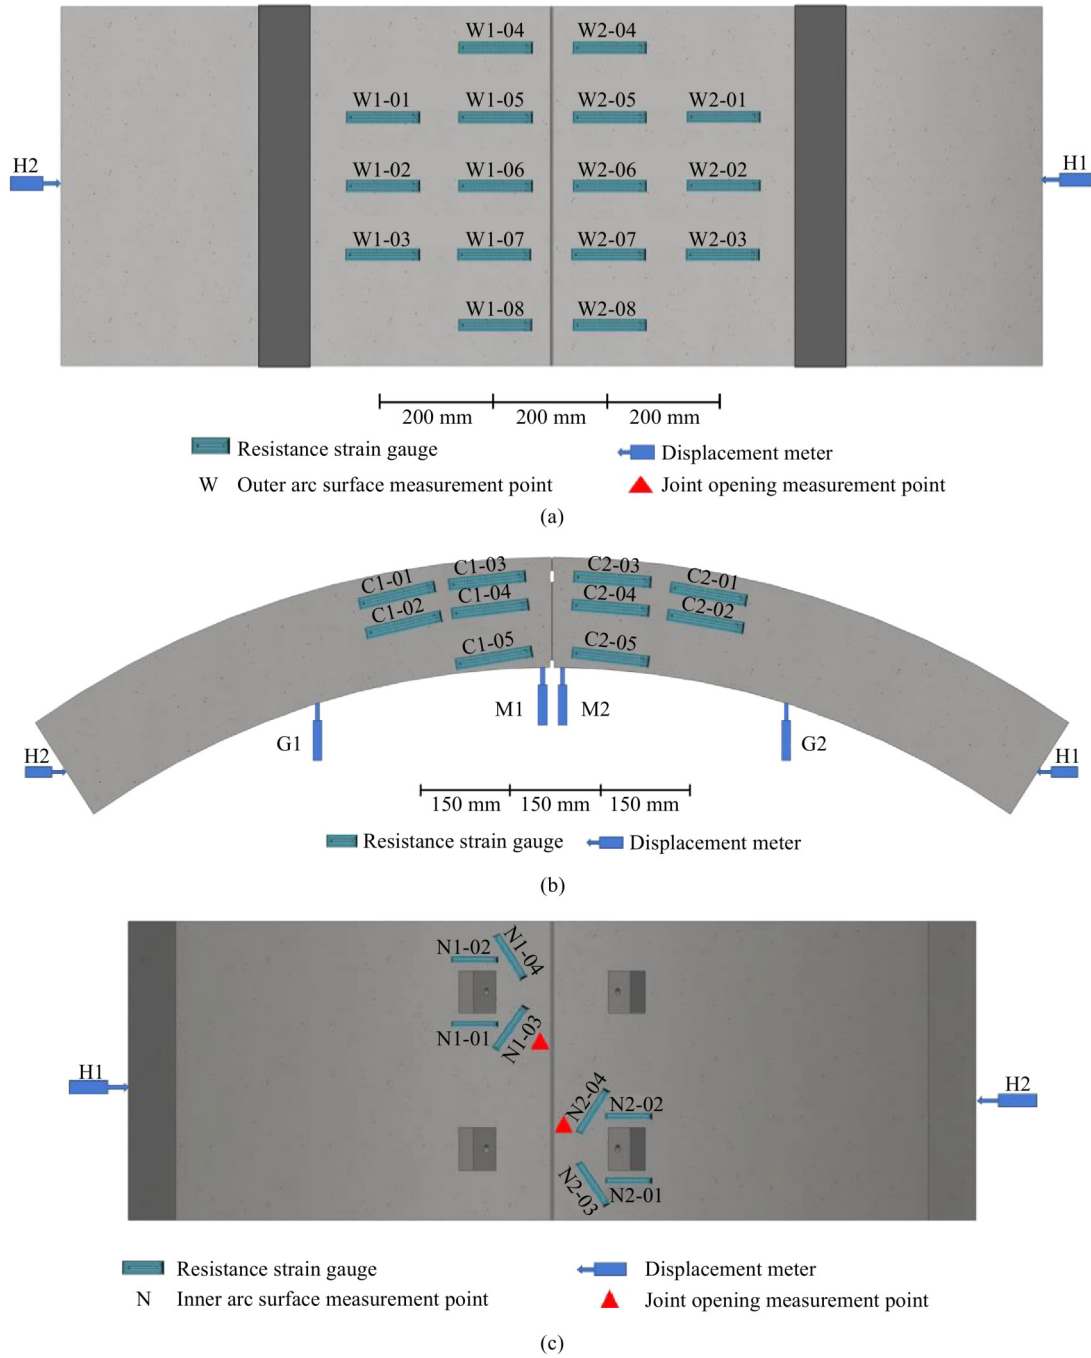 W1-04 W2-04
W1-01 W1-05 W2-05 W2-01
H2 H1
W1-02 W1-06 W2-06 W2-02
W1-03 W1-07 W2-07 W2-03
W1-08 W2-08
200 mm 200 mm 200 mm
Resistance strain gauge Displacement meter
W Outer arc surface measurement point Joint opening measurement point
(a)
C1-01 C1-03 C2-03 C2-01
C1-02 C1-04 C2-04 C2-02
C1-05 C2-05
M1 M2
G1 G2
H2 H1
150 mm 150 mm 150 mm
Resistance strain gauge Displacement meter
(b)
N1-02 N1-04
N1-01 N1-03
H1 H2
N2-04 N2-02
N2-03 N2-01
Resistance strain gauge Displacement meter
N Inner arc surface measurement point Joint opening measurement point
(c)